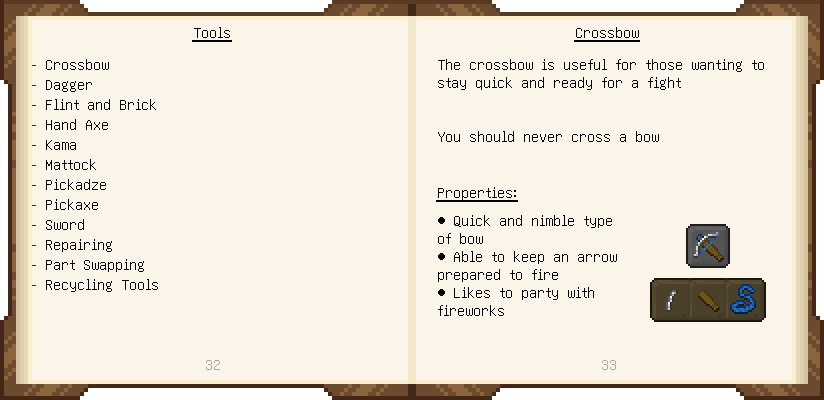 Tools
- Crossbow
- Dagger
- Flint and Brick
- Hand Axe
- Kama
- Mattock
- Pickadze
- Pickaxe
- Sword
- Repairing
- Part Swapping
- Recycling Tools
32
Crossbow
The crossbow is useful for those wanting to
stay quick and ready for a fight
You should never cross a bow
Properties:
● Quick and nimble type
of bow
● Able to keep an arrow
prepared to fire
● Likes to party with
fireworks
33